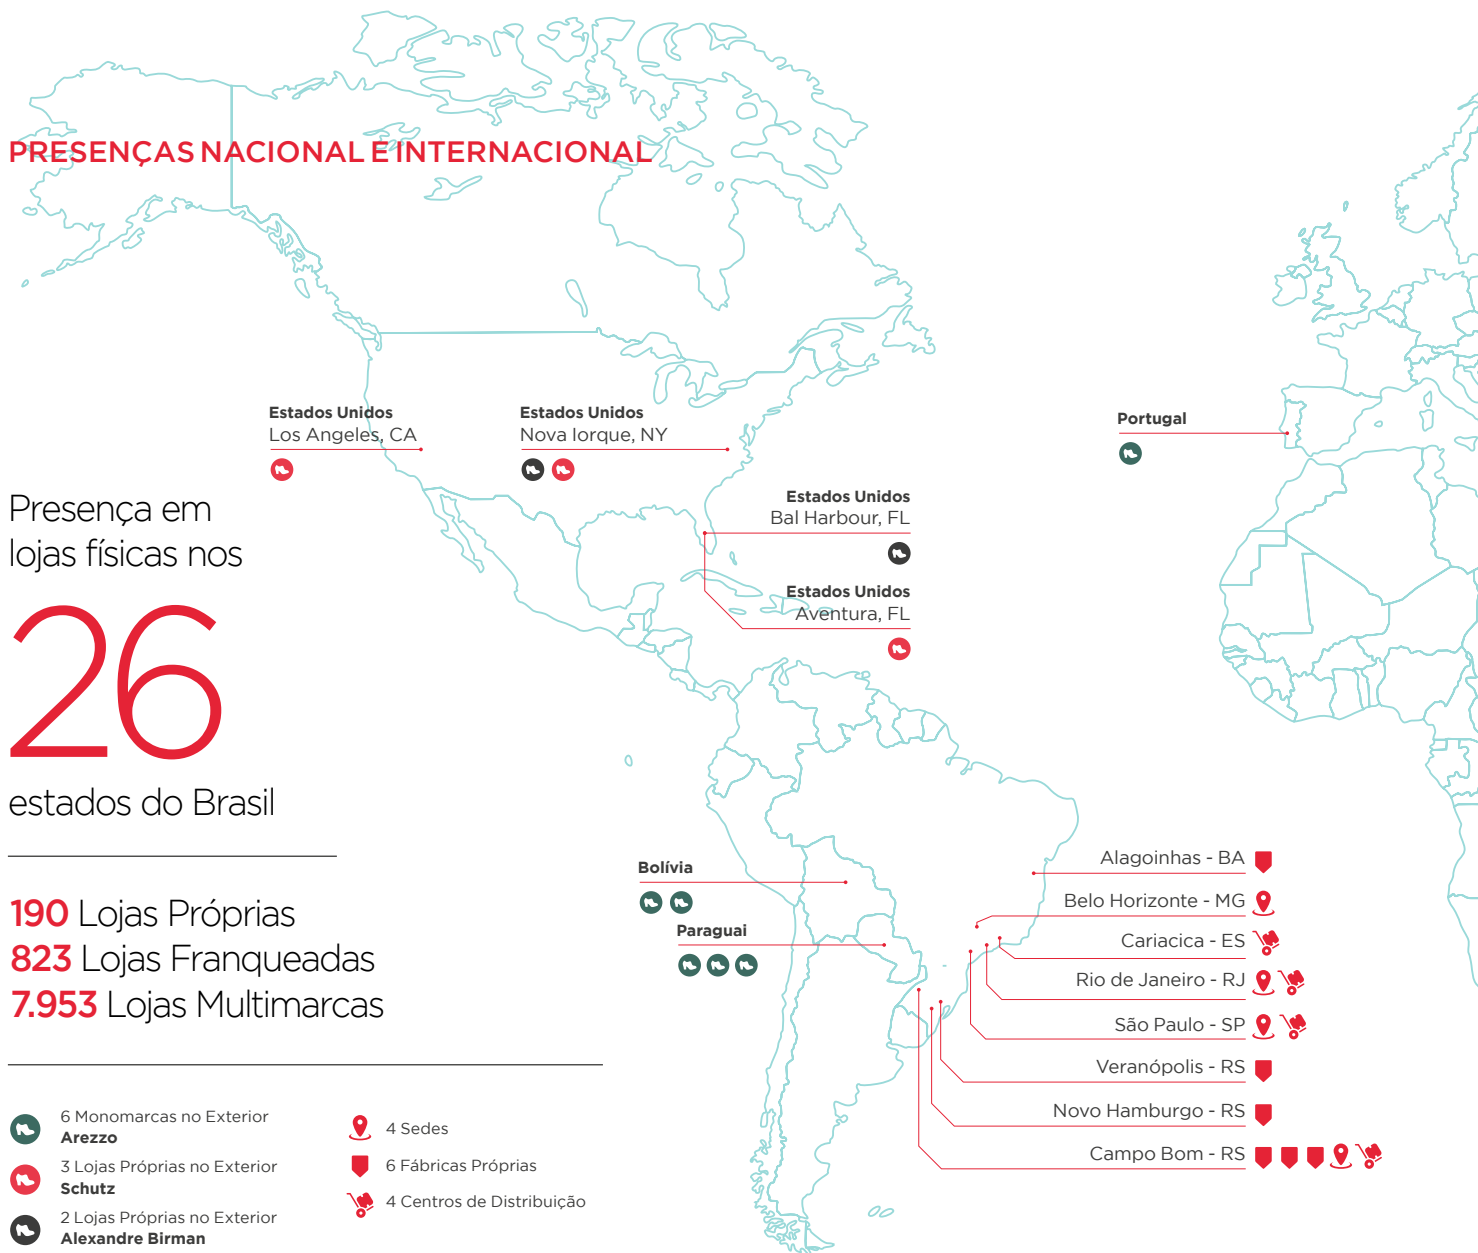 PRESENÇAS NACIONAL E INTERNACIONAL
Estados Unidos
Los Angeles, CA
Estados Unidos
Nova Iorque, NY
Estados Unidos
Bal Harbour, FL
Estados Unidos
Aventura, FL
Portugal
Presença em
lojas físicas nos
26
estados do Brasil
190 Lojas Próprias
823 Lojas Franqueadas
7.953 Lojas Multimarcas
Bolívia
Paraguai
Alagoinhas - BA
Belo Horizonte - MG
Cariacica - ES
Rio de Janeiro - RJ
São Paulo - SP
Veranópolis - RS
Novo Hamburgo - RS
Campo Bom - RS
6 Monomarcas no Exterior
Arezzo
3 Lojas Próprias no Exterior
Schutz
2 Lojas Próprias no Exterior
Alexandre Birman
4 Sedes
6 Fábricas Próprias
4 Centros de Distribuição